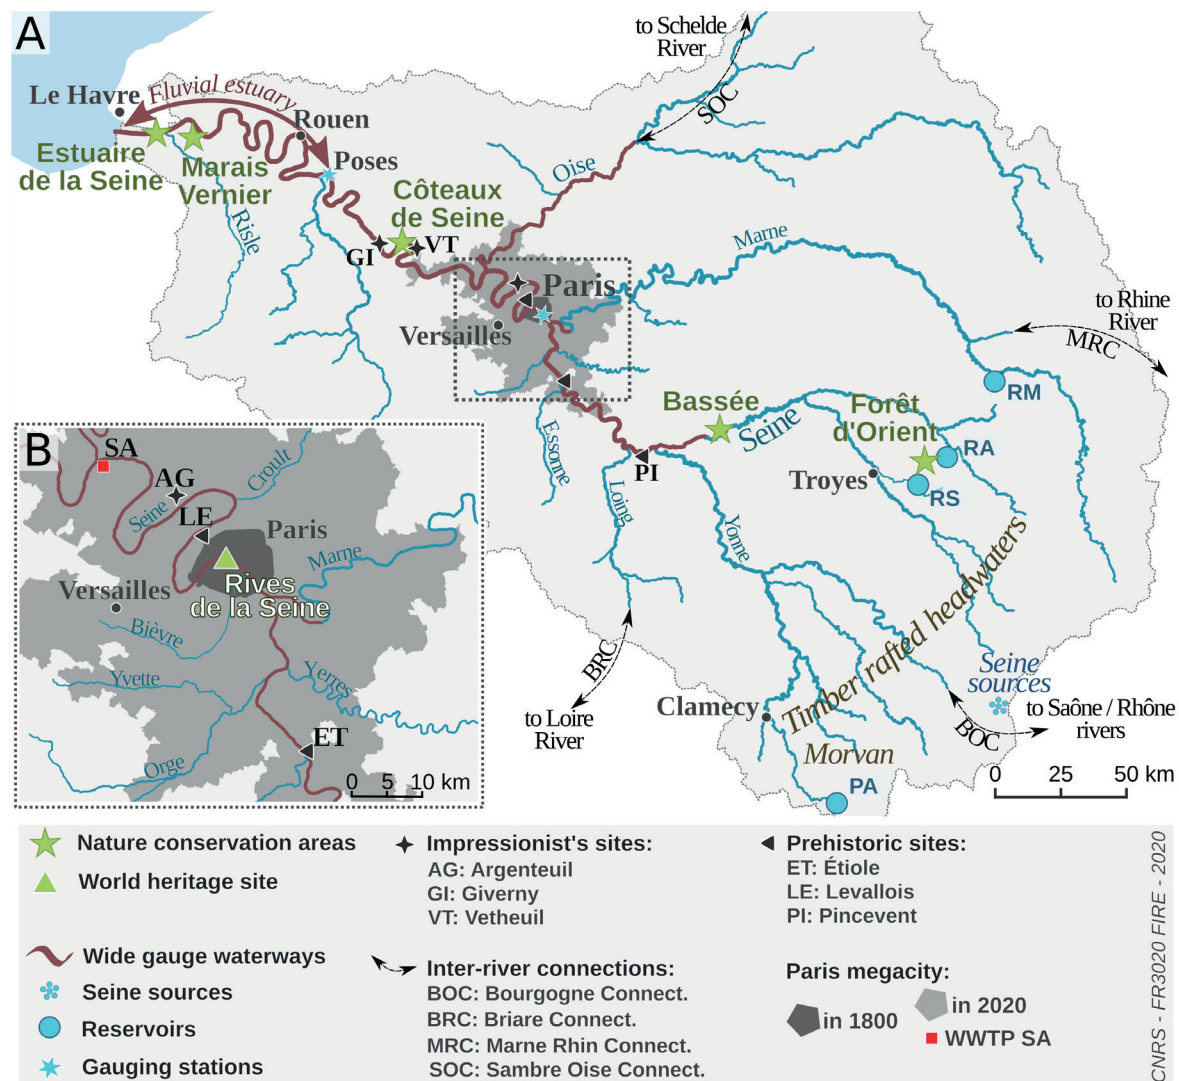 A
to Schelde
River
SOC
Le Havre
Fluvial estuary
Rouen
Poses
Estuaire
de la Seine
Marais
Vernier
Côteaux
de Seine
Oise
Risle
GI
VT
Marne
Paris
Versailles
to Rhine
River
MRC
RM
Bassée
Seine
Forêt
d'Orient
RA
RS
Troyes
PI
Essonne
Loing
Yonne
BRC
to Loire
River
Timber rafted headwaters
Seine
sources
Clamecy
Morvan
BOC
to Saône / Rhône
rivers
PA
0 25 50 km
B
SA
AG
Croult
Seine
LE
Paris
Marne
Rives
de la Seine
Versailles
Bièvre
Yvette
Yerres
Orge
ET
0 5 10 km
Nature conservation areas
World heritage site
Wide gauge waterways
Seine sources
Reservoirs
Gauging stations
Impressionist's sites:
AG: Argenteuil
GI: Giverny
VT: Vetheuil
Inter-river connections:
BOC: Bourgogne Connect.
BRC: Briare Connect.
MRC: Marne Rhin Connect.
SOC: Sambre Oise Connect.
Prehistoric sites:
ET: Étiole
LE: Levallois
PI: Pincevent
Paris megacity:
in 1800
in 2020
WWTP SA
CNRS - FR3020 FIRE - 2020